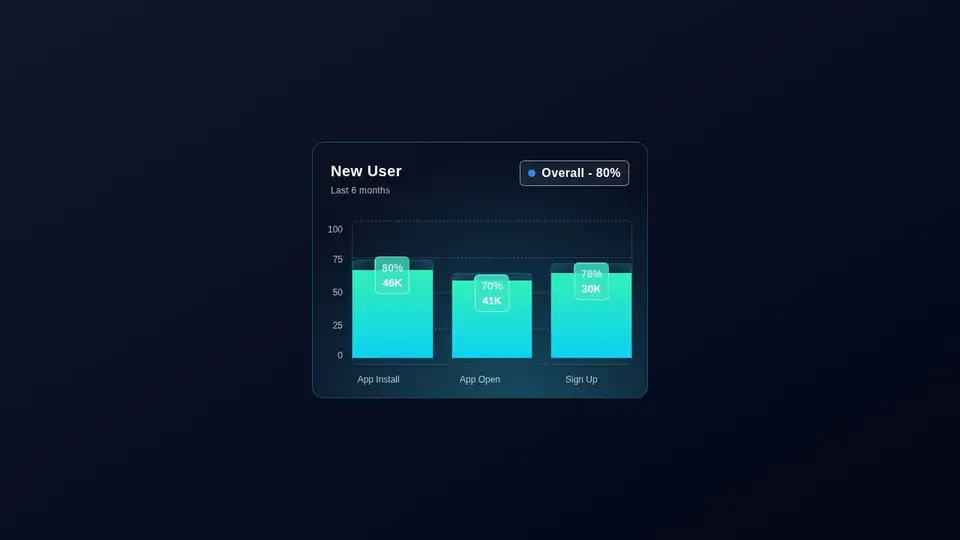 New User
Overall - 80%
Last 6 months
100
75
50
25
0
80%
46K
70%
41K
78%
30K
App Install
App Open
Sign Up